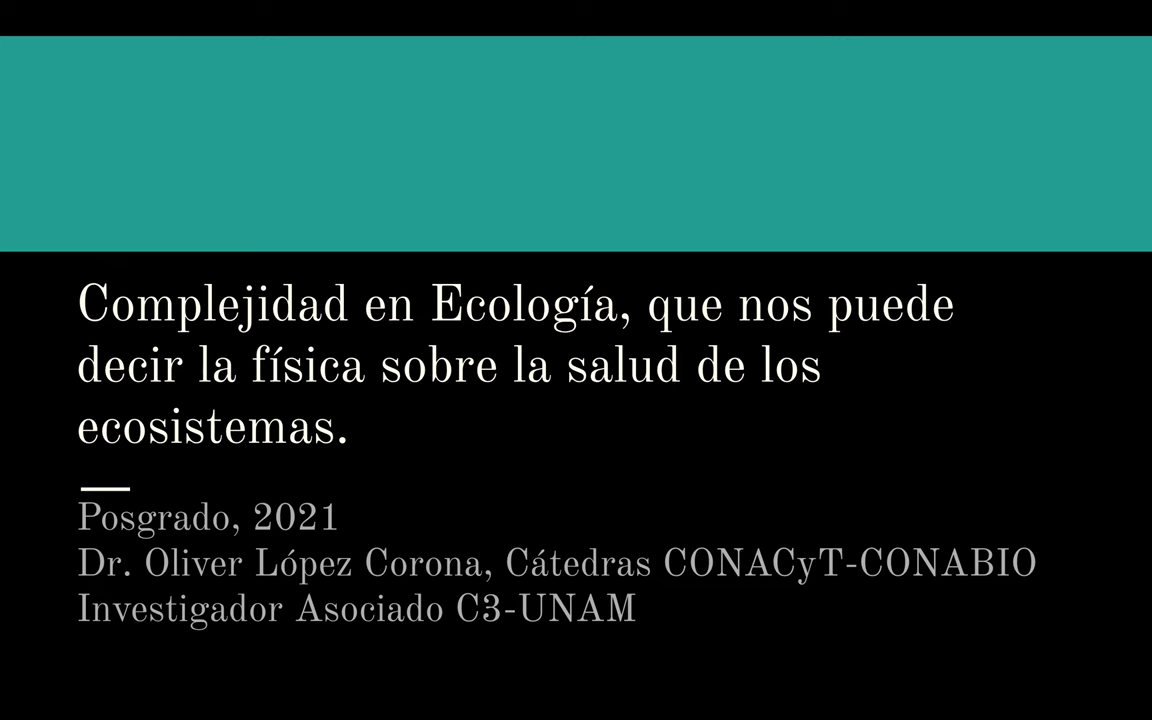 Complejidad en Ecología, que nos puede
decir la física sobre la salud de los
ecosistemas.
Posgrado, 2021
Dr. Oliver López Corona, Cátedras CONACyT-CONABIO
Investigador Asociado C3-UNAM